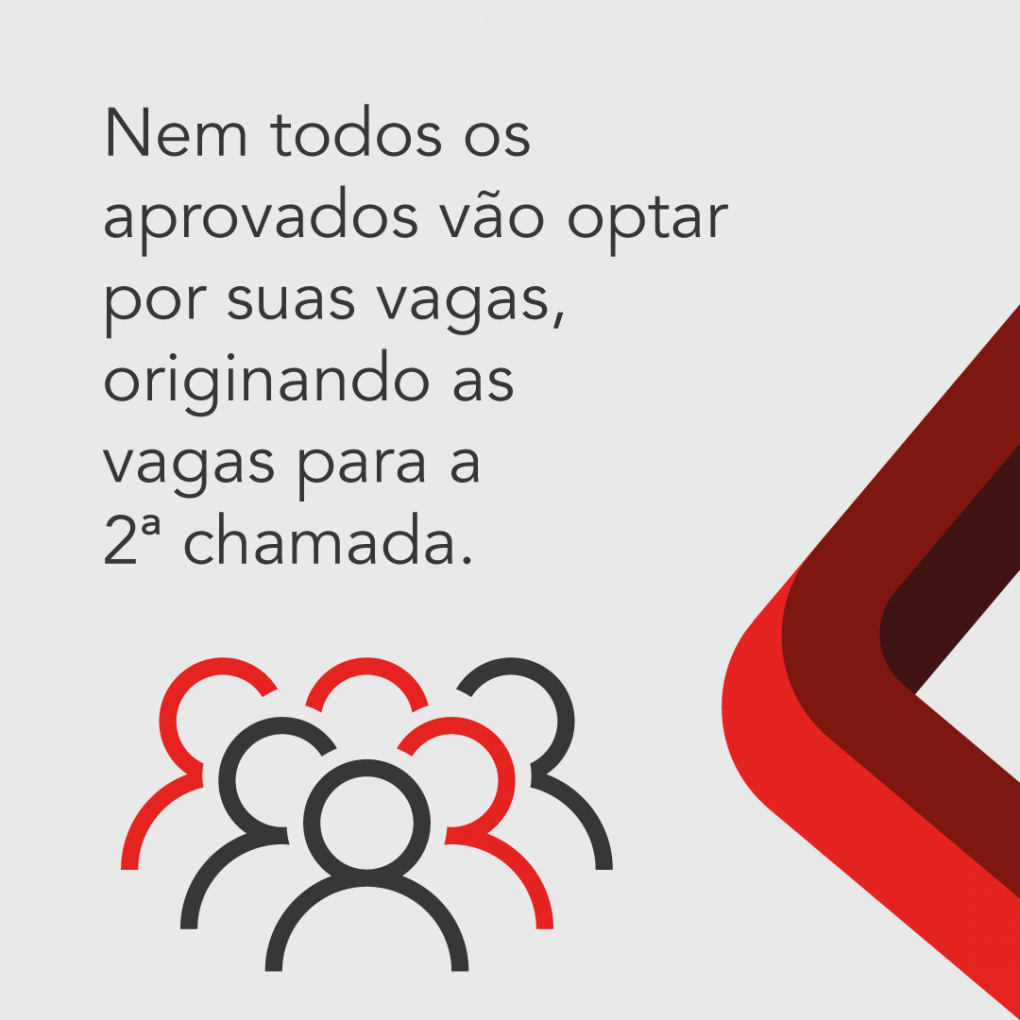 Nem todos os
aprovados vão optar
por suas vagas,
originando as
vagas para a
2ª chamada.